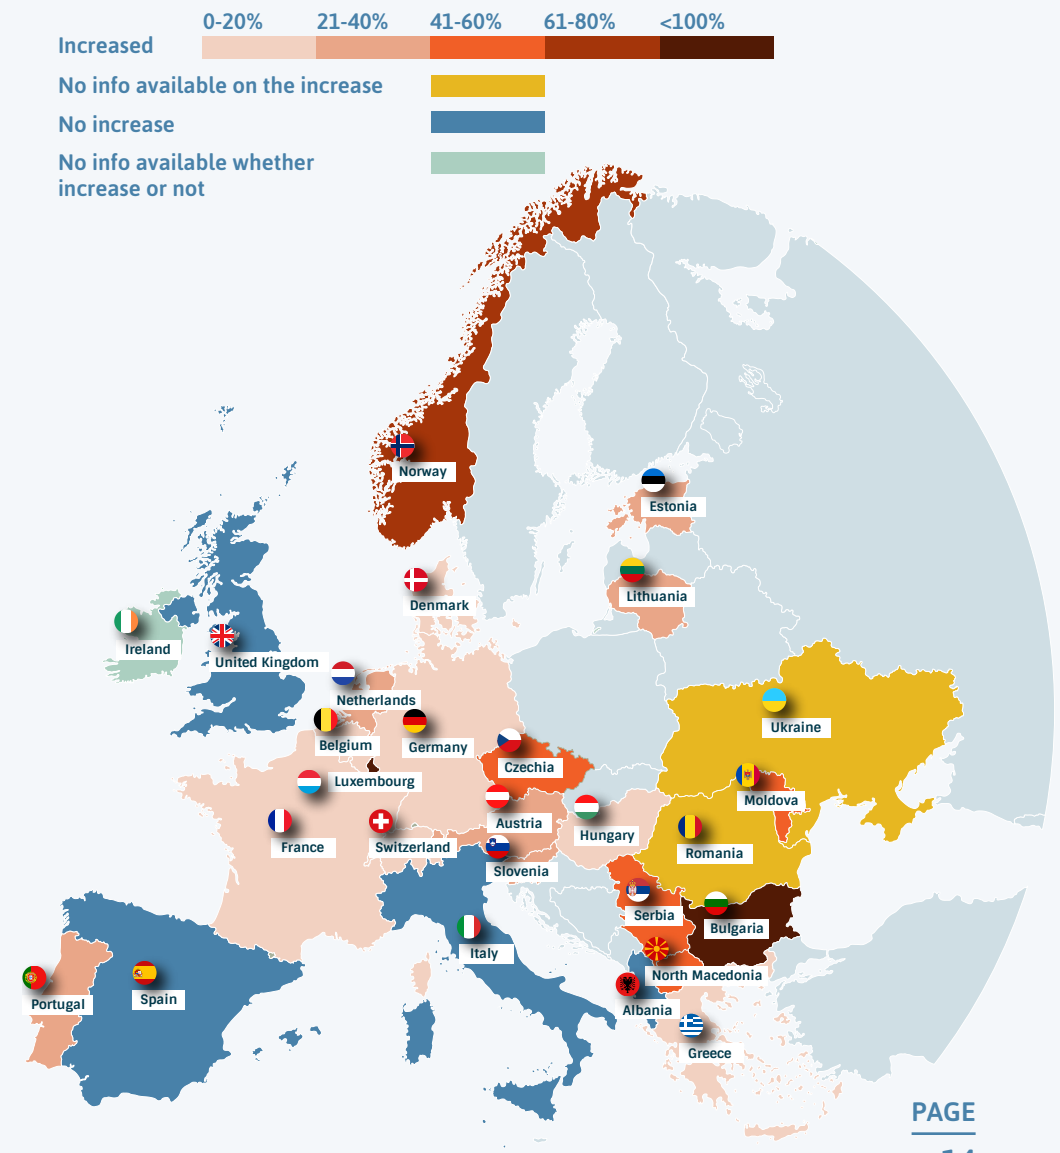 0-20% 21-40% 41-60% 61-80% <100%
Increased
No info available on the increase
No increase
No info available whether
increase or not
Norway
Estonia
Lithuania
Denmark
Ireland
United Kingdom
Netherlands
Ukraine
Belgium
Germany
Czechia
Luxembourg
Moldova
Austria
Hungary
France
Switzerland
Romania
Slovenia
Serbia
Bulgaria
Italy
North Macedonia
Spain
Portugal
Albania
Greece
PAGE